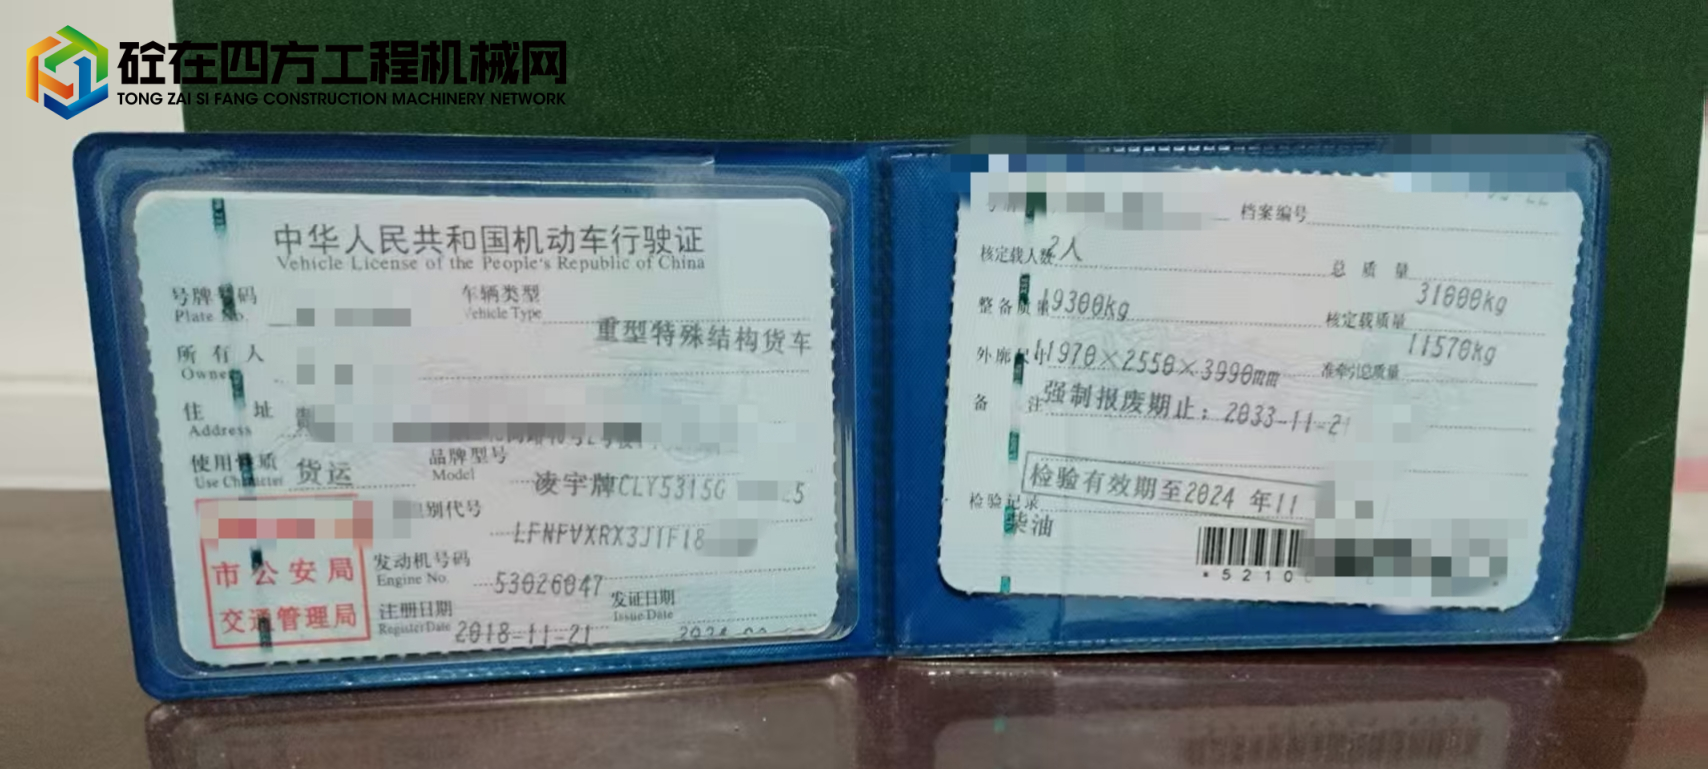 砼在四方工程机械网
TONG ZAI SI FANG CONSTRUCTION MACHINERY NETWORK
中华人民共和国机动车行驶证
Vehicle License of the People's Republic of China
号牌号码
Plate No.
车辆类型
Vehicle Type
重型特殊结构货车
所有人
Owner
住址
Address
使用性质
Use Character
货运
品牌型号
Model
凌宇牌CLY5315G
别代号
LFNFVXRX3J1F18
市公安局
交通管理局
发动机号码
Engine No.
53026047
注册日期
Register Date
2018-11-21
发证日期
Issue Date
档案编号
核定载人数
2人
总质量
31000kg
整备质量
19300kg
核定载质量
11570kg
外廓尺寸
11970×2550×3990mm
准牵引总质量
备注
强制报废期止：2033-11-21
检验有效期至2024 年11
检验记录
柴油
*5210